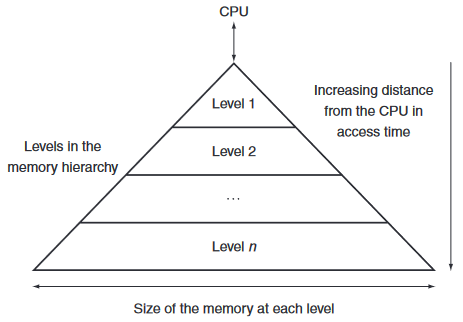 CPU
Level 1
Increasing distance
from the CPU in
access time
Levels in the
memory hierarchy
Level 2
...
Level n
Size of the memory at each level